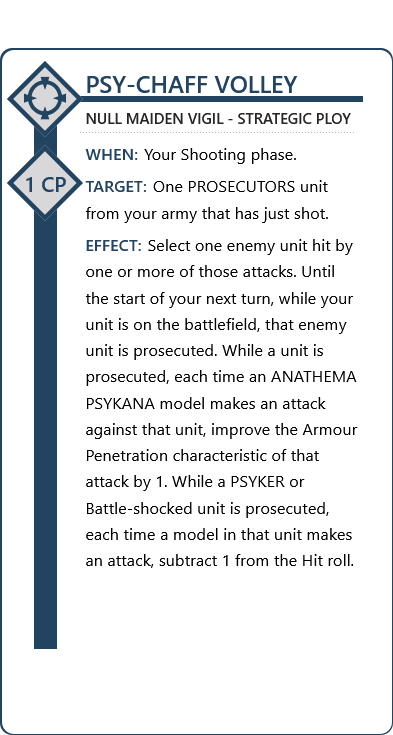 PSY-CHAFF VOLLEY
NULL MAIDEN VIGIL - STRATEGIC PLOY
1 CP
WHEN: Your Shooting phase.
TARGET: One PROSECUTORS unit
from your army that has just shot.
EFFECT: Select one enemy unit hit by
one or more of those attacks. Until
the start of your next turn, while your
unit is on the battlefield, that enemy
unit is prosecuted. While a unit is
prosecuted, each time an ANATHEMA
PSYKANA model makes an attack
against that unit, improve the Armour
Penetration characteristic of that
attack by 1. While a PSYKER or
Battle-shocked unit is prosecuted,
each time a model in that unit makes
an attack, subtract 1 from the Hit roll.